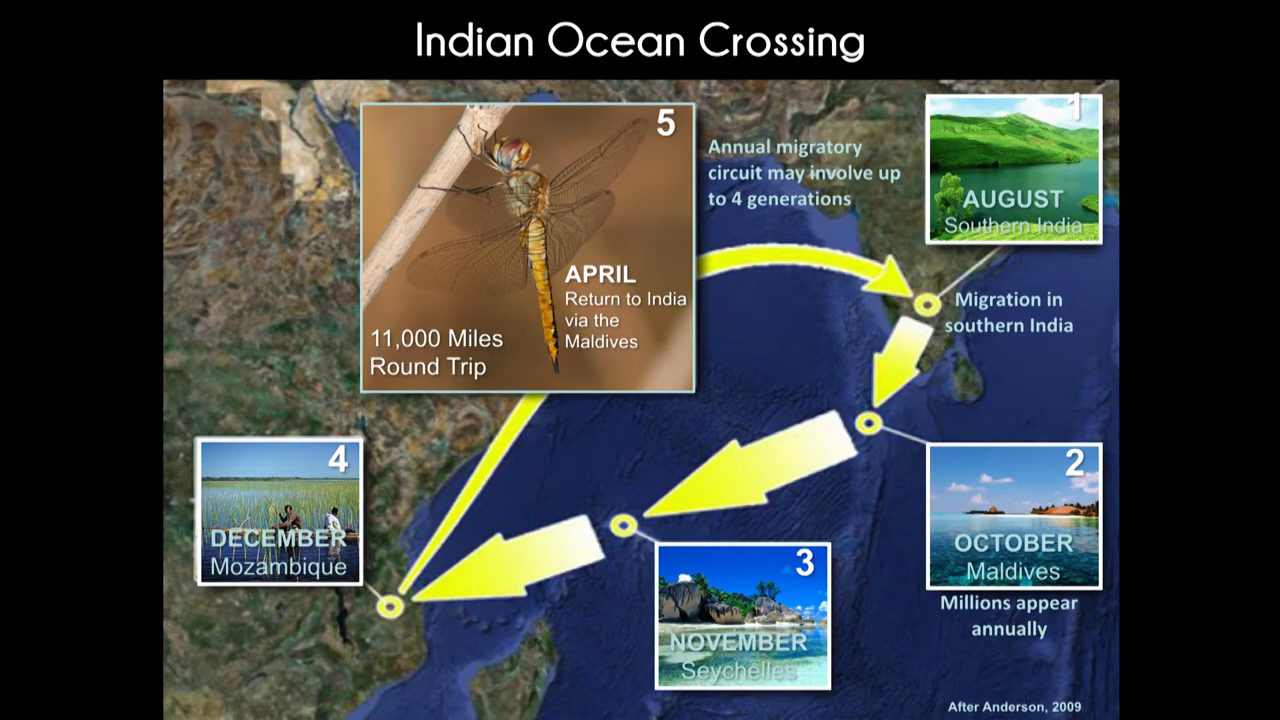 Indian Ocean Crossing
1
AUGUST
Southern India
Migration in
southern India
2
OCTOBER
Maldives
Millions appear
annually
3
NOVEMBER
Seychelles
4
DECEMBER
Mozambique
5
APRIL
Return to India
via the
Maldives
11,000 Miles
Round Trip
Annual migratory
circuit may involve up
to 4 generations
After Anderson, 2009